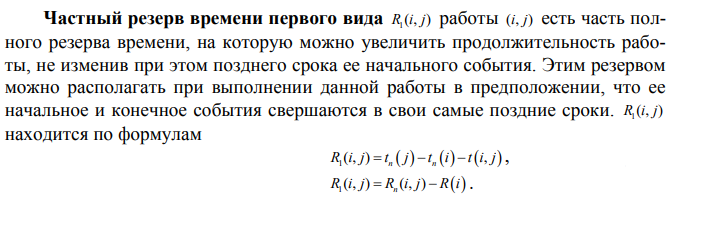 Частный резерв времени первого вида R₁(i, j) работы (i, j) есть часть пол-
ного резерва времени, на которую можно увеличить продолжительность рабо-
ты, не изменив при этом позднего срока ее начального события. Этим резервом
можно располагать при выполнении данной работы в предположении, что ее
начальное и конечное события свершаются в свои самые поздние сроки. R₁(i, j)
находится по формулам
R₁(i, j) = tₙ(j) − tₙ(i) − t(i, j),
R₁(i, j) = Rₙ(i, j) − R(i).